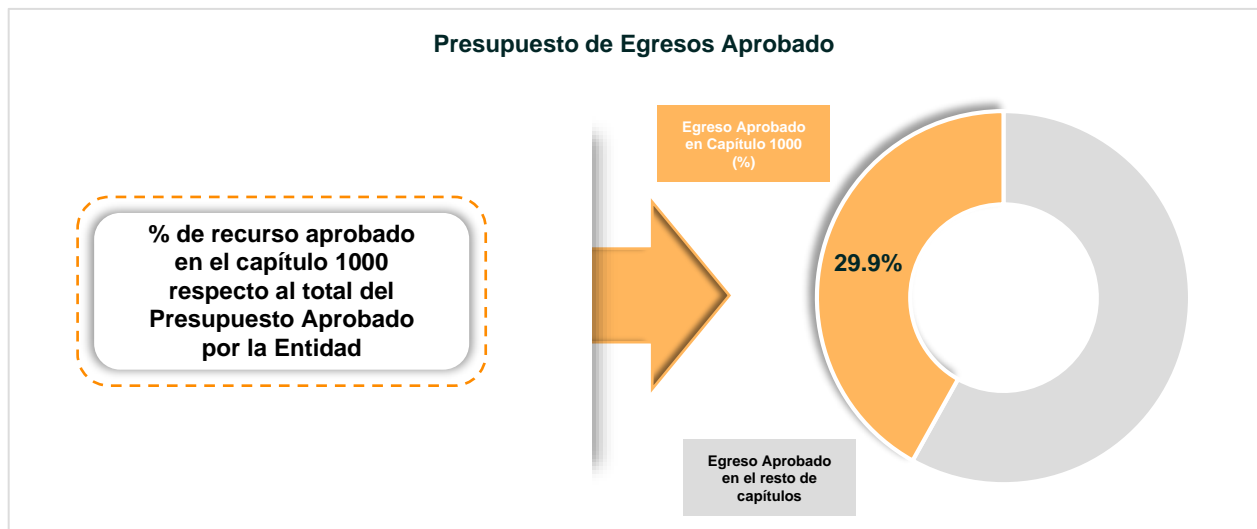 Presupuesto de Egresos Aprobado
% de recurso aprobado
en el capítulo 1000
respecto al total del
Presupuesto Aprobado
por la Entidad
Egreso Aprobado
en Capítulo 1000
(%)
29.9%
Egreso Aprobado
en el resto de
capítulos